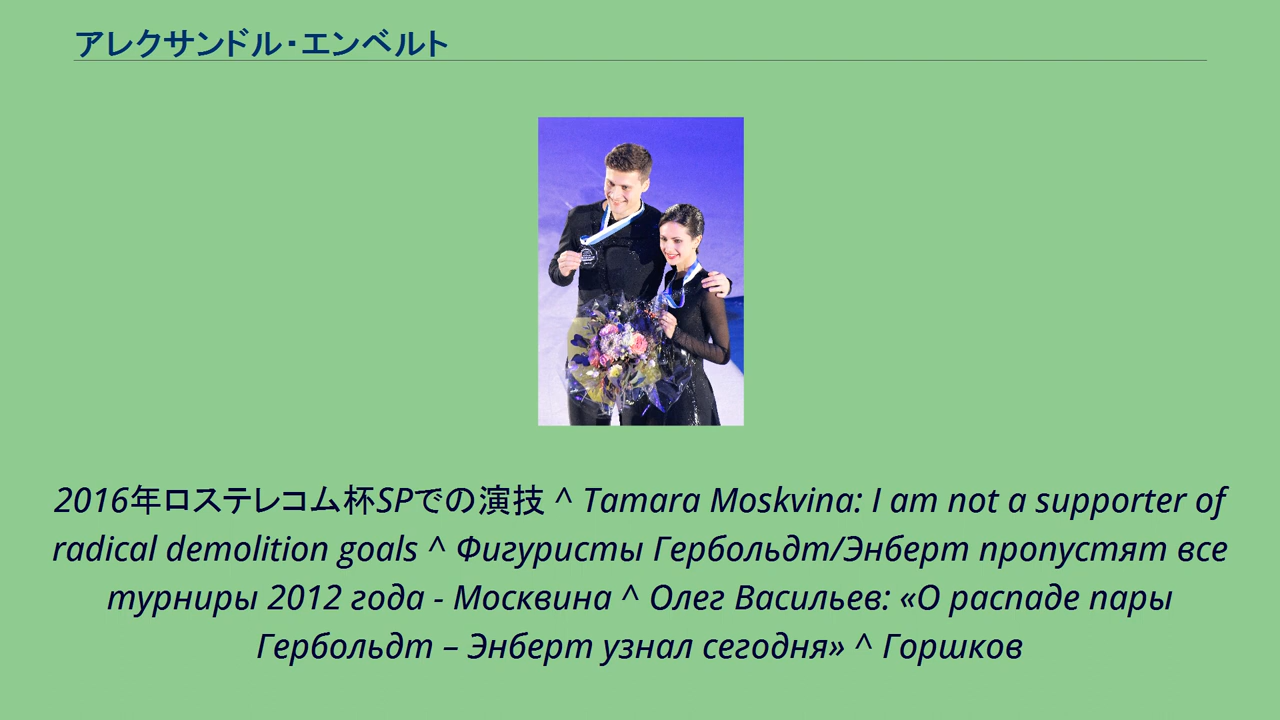 アレクサンドル・エンベルト
2016年ロステレコム杯SPでの演技 ^ Tamara Moskvina: I am not a supporter of
radical demolition goals ^ Фигуристы Гербольдт/Энберт пропустят все
турниры 2012 года - Москвина ^ Олег Васильев: «О распаде пары
Гербольдт – Энберт узнал сегодня» ^ Горшков